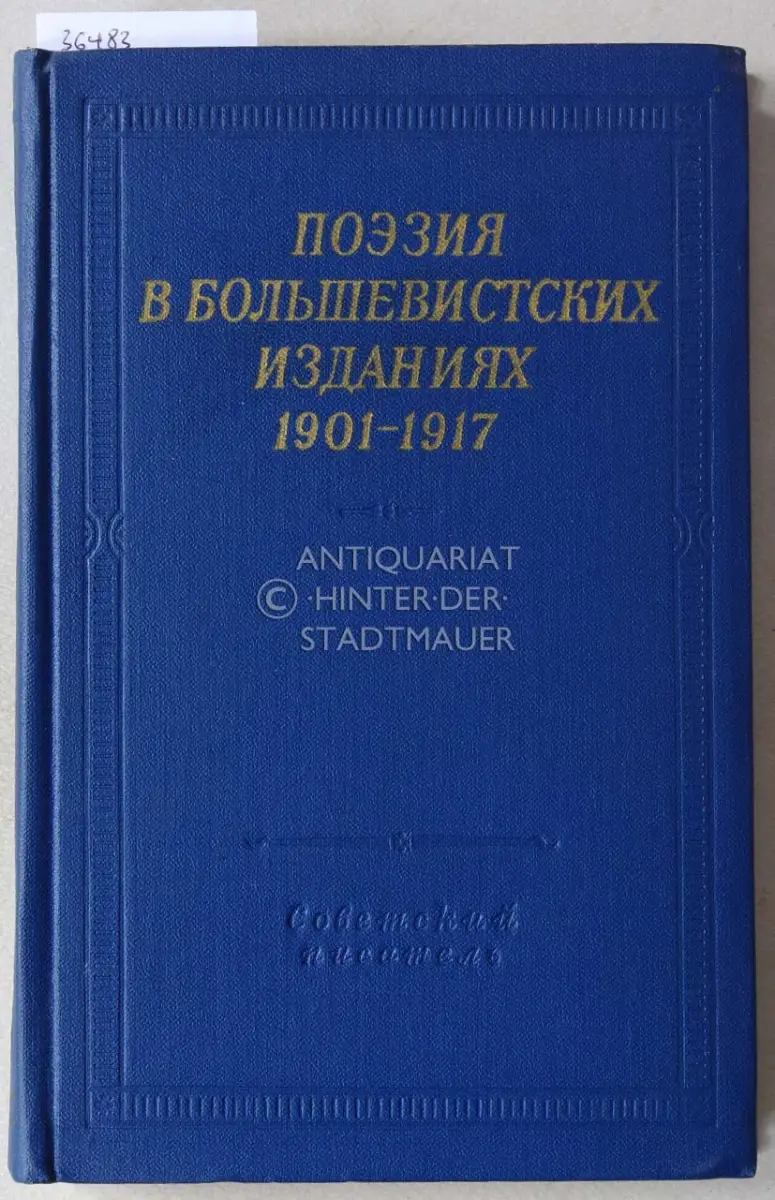 36483
ПОЭЗИЯ
В БОЛЬШЕВИСТСКИХ
ИЗДАНИЯХ
1901–1917
ANTIQUARIAT
© ·HINTER·DER·
STADTMAUER
Советский
писатель